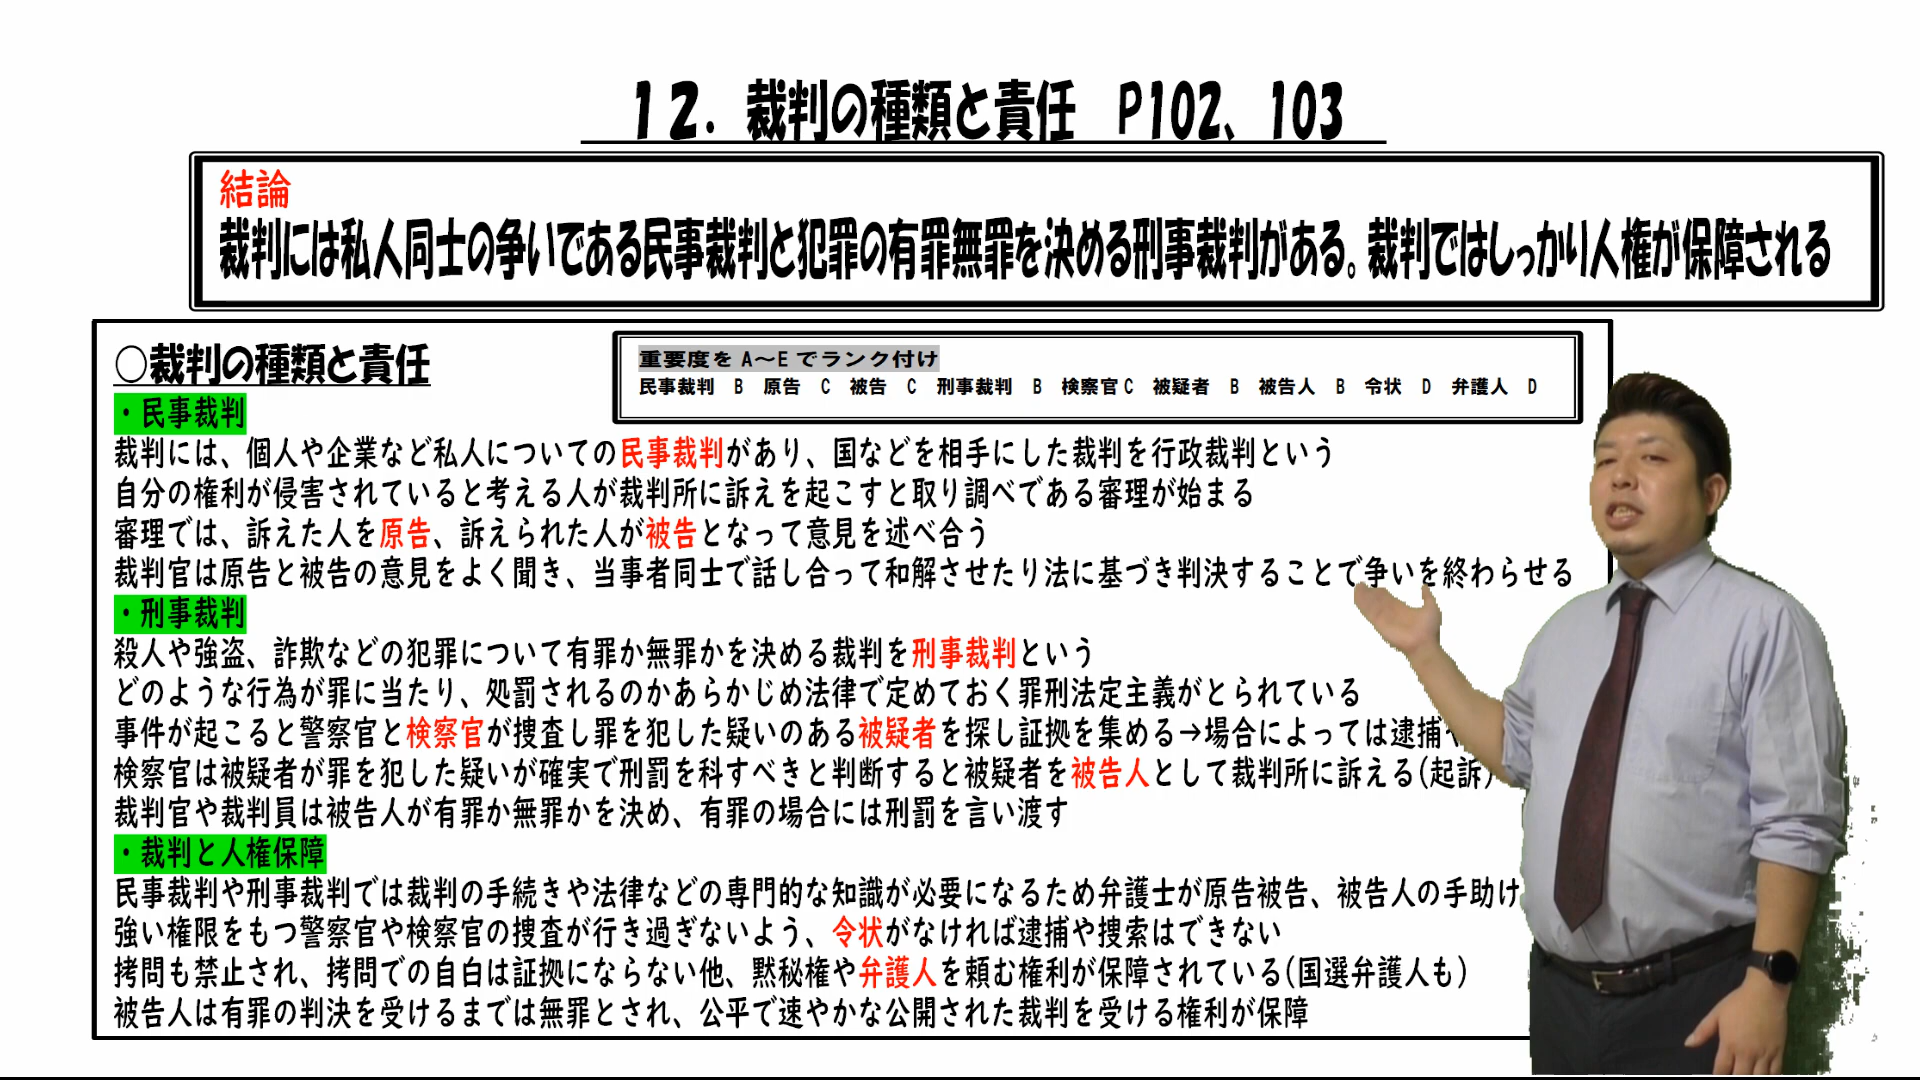 12．裁判の種類と責任　P102、103
結論
裁判には私人同士の争いである民事裁判と犯罪の有罪無罪を決める刑事裁判がある。裁判ではしっかり人権が保障される
○裁判の種類と責任
重要度を A～E でランク付け
民事裁判　B　原告　C　被告　C　刑事裁判　B　検察官 C　被疑者　B　被告人　B　令状　D　弁護人　D
・民事裁判
裁判には、個人や企業など私人についての民事裁判があり、国などを相手にした裁判を行政裁判という
自分の権利が侵害されていると考える人が裁判所に訴えを起こすと取り調べである審理が始まる
審理では、訴えた人を原告、訴えられた人が被告となって意見を述べ合う
裁判官は原告と被告の意見をよく聞き、当事者同士で話し合って和解させたり法に基づき判決することで争いを終わらせる
・刑事裁判
殺人や強盗、詐欺などの犯罪について有罪か無罪かを決める裁判を刑事裁判という
どのような行為が罪に当たり、処罰されるのかあらかじめ法律で定めておく罪刑法定主義がとられている
事件が起こると警察官と検察官が捜査し罪を犯した疑いのある被疑者を探し証拠を集める→場合によっては逮捕
検察官は被疑者が罪を犯した疑いが確実で刑罰を科すべきと判断すると被疑者を被告人として裁判所に訴える(起訴)
裁判官や裁判員は被告人が有罪か無罪かを決め、有罪の場合には刑罰を言い渡す
・裁判と人権保障
民事裁判や刑事裁判では裁判の手続きや法律などの専門的な知識が必要になるため弁護士が原告被告、被告人の手助け
強い権限をもつ警察官や検察官の捜査が行き過ぎないよう、令状がなければ逮捕や捜索はできない
拷問も禁止され、拷問での自白は証拠にならない他、黙秘権や弁護人を頼む権利が保障されている(国選弁護人も)
被告人は有罪の判決を受けるまでは無罪とされ、公平で速やかな公開された裁判を受ける権利が保障